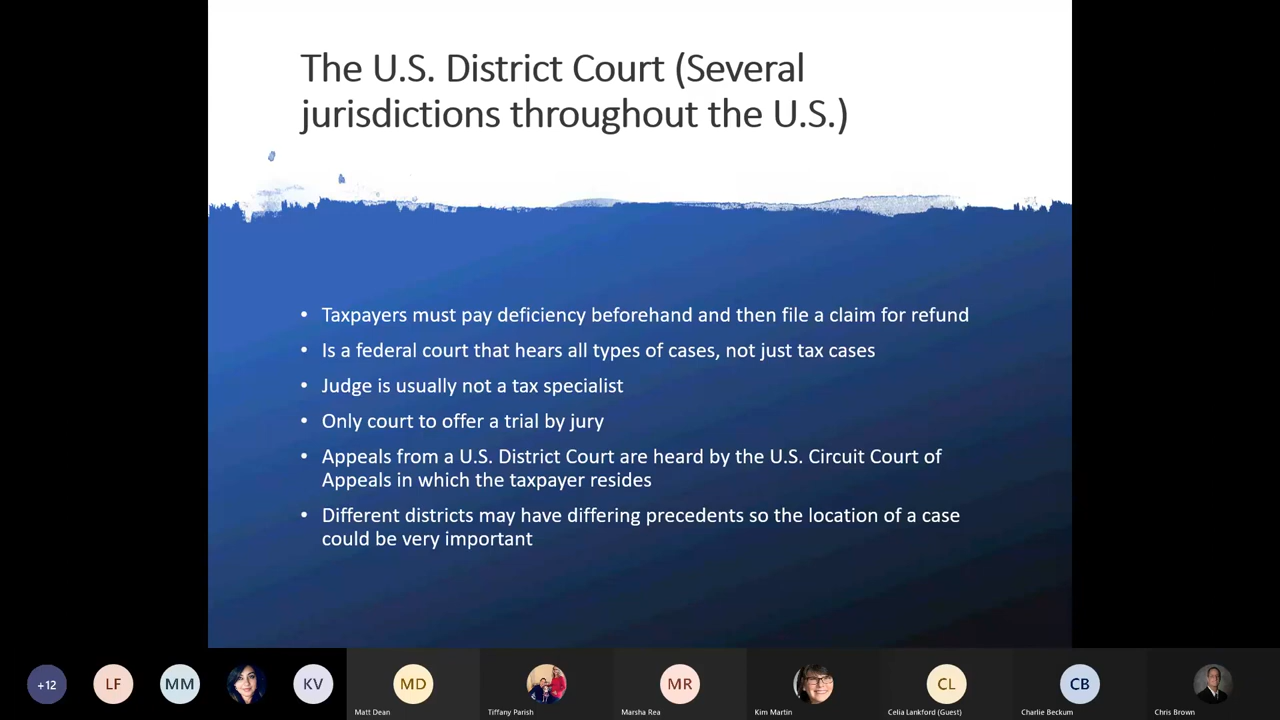 The U.S. District Court (Several
jurisdictions throughout the U.S.)
• Taxpayers must pay deficiency beforehand and then file a claim for refund
• Is a federal court that hears all types of cases, not just tax cases
• Judge is usually not a tax specialist
• Only court to offer a trial by jury
• Appeals from a U.S. District Court are heard by the U.S. Circuit Court of
Appeals in which the taxpayer resides
• Different districts may have differing precedents so the location of a case
could be very important
+12
LF
MM
KV
MD
MR
CL
CB
Matt Dean
Tiffany Parish
Marsha Rea
Kim Martin
Celia Lankford (Guest)
Charlie Beckum
Chris Brown